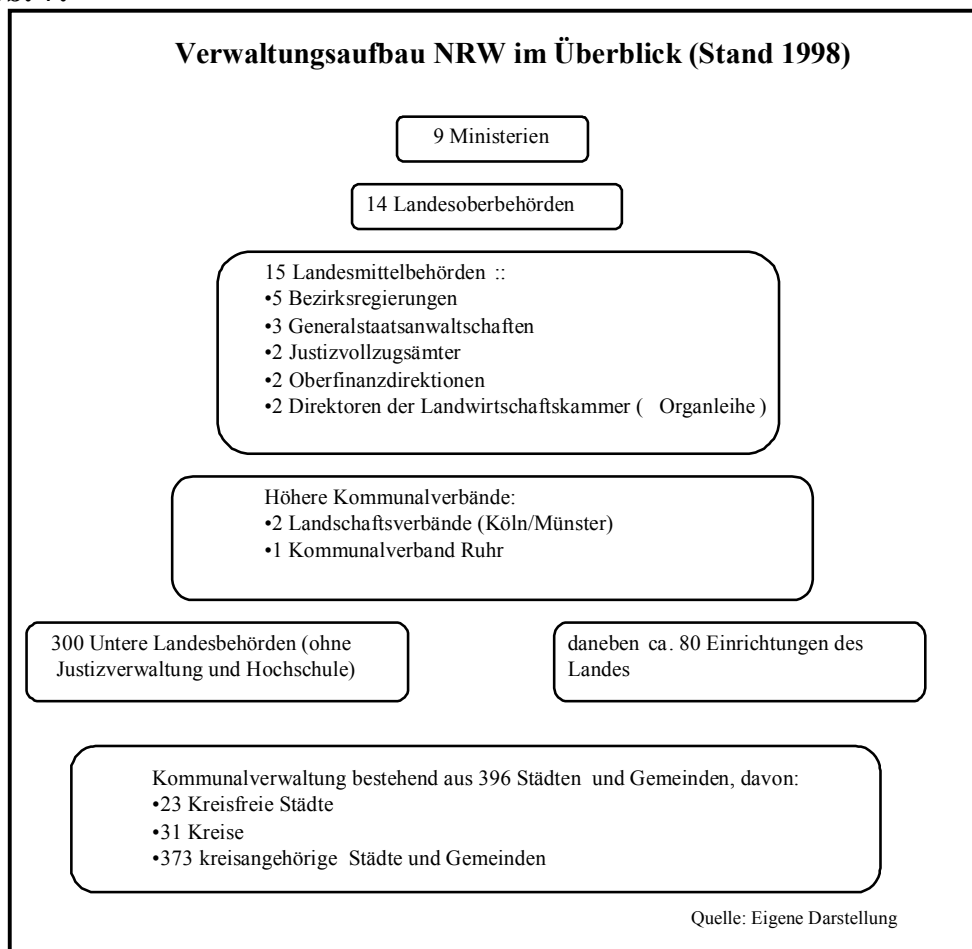 Verwaltungsaufbau NRW im Überblick (Stand 1998)
9 Ministerien
14 Landesoberbehörden
15 Landesmittelbehörden ::
•5 Bezirksregierungen
•3 Generalstaatsanwaltschaften
•2 Justizvollzugsämter
•2 Oberfinanzdirektionen
•2 Direktoren der Landwirtschaftskammer ( Organleihe )
Höhere Kommunalverbände:
•2 Landschaftsverbände (Köln/Münster)
•1 Kommunalverband Ruhr
300 Untere Landesbehörden (ohne
Justizverwaltung und Hochschule)
daneben ca. 80 Einrichtungen des
Landes
Kommunalverwaltung bestehend aus 396 Städten und Gemeinden, davon:
•23 Kreisfreie Städte
•31 Kreise
•373 kreisangehörige Städte und Gemeinden
Quelle: Eigene Darstellung